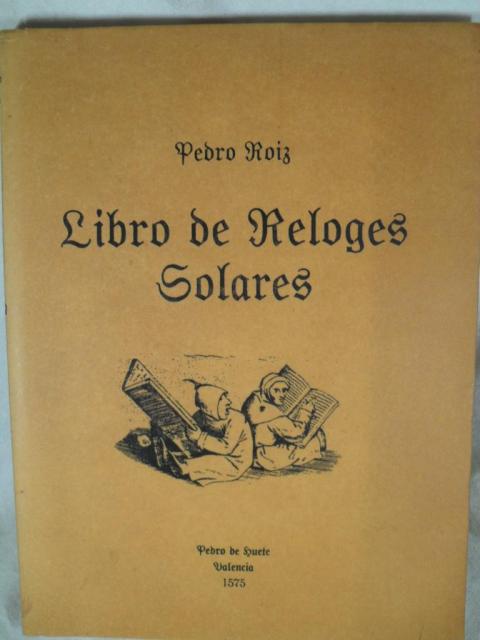 Pedro Roiz
Libro de Reloges
Solares
Pedro de Huete
Valencia
1575